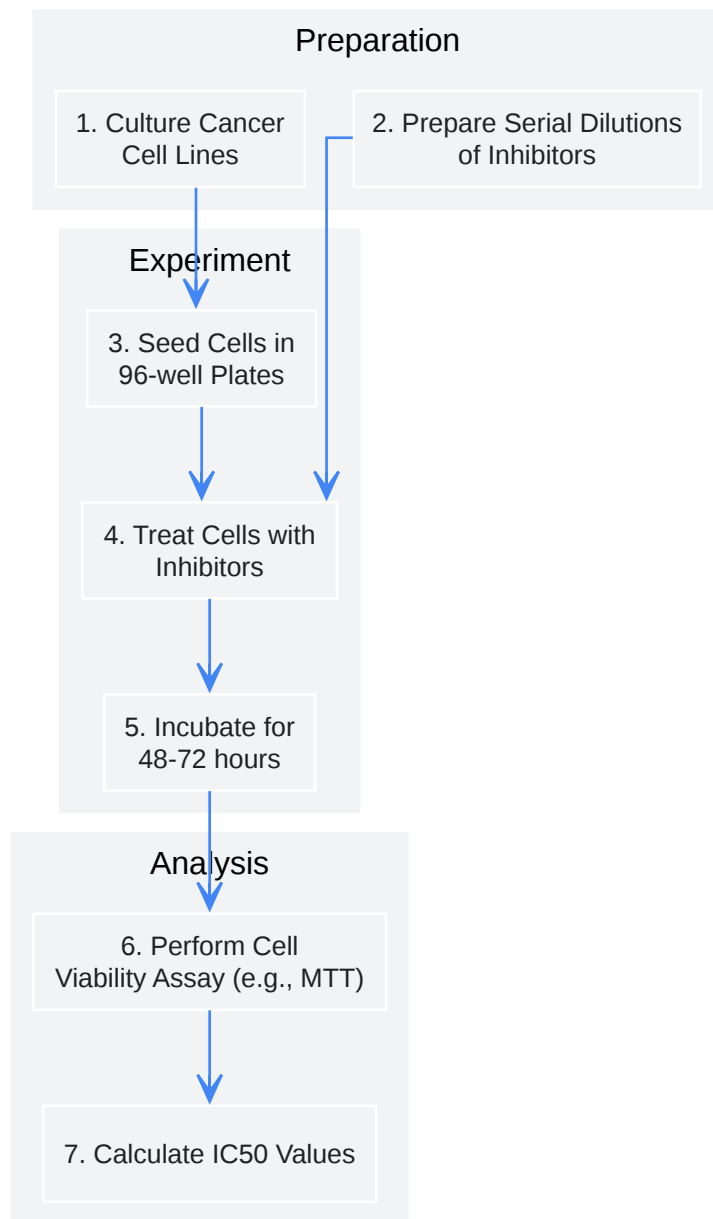 Preparation
1. Culture Cancer
Cell Lines
2. Prepare Serial Dilutions
of Inhibitors
Experiment
3. Seed Cells in
96-well Plates
4. Treat Cells with
Inhibitors
5. Incubate for
48-72 hours
Analysis
6. Perform Cell
Viability Assay (e.g., MTT)
7. Calculate IC50 Values